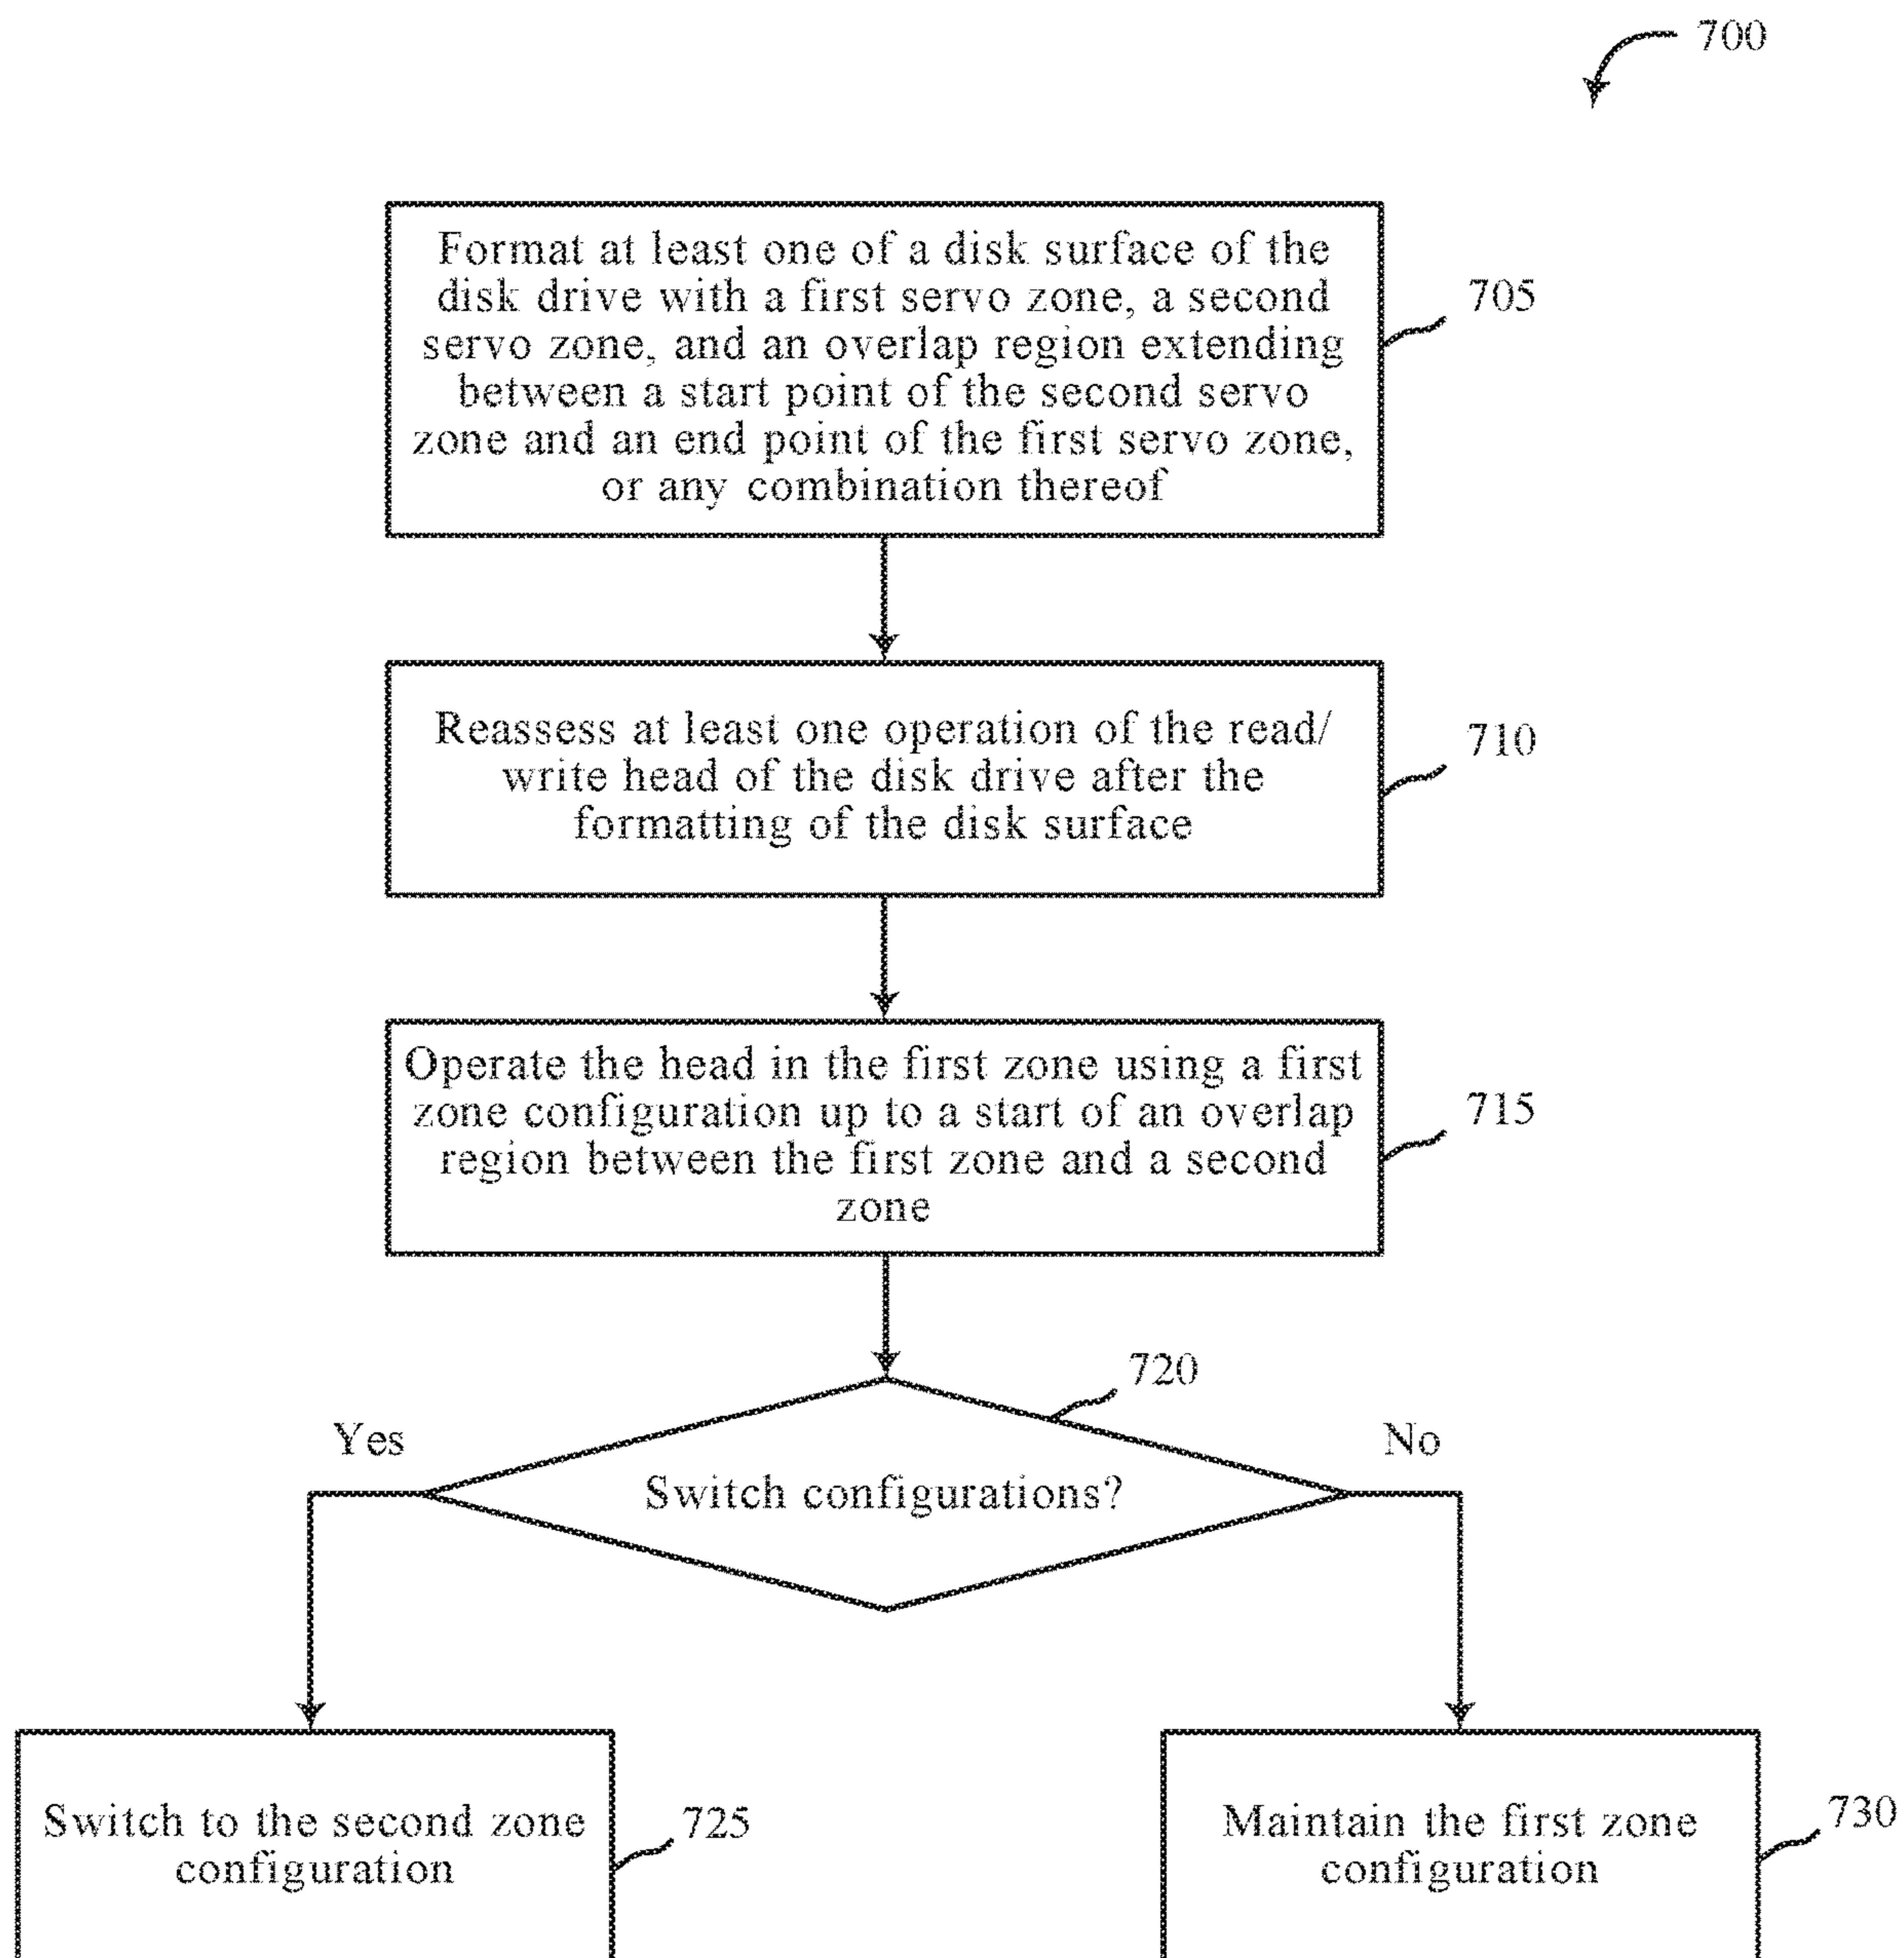 700
Format at least one of a disk surface of the
disk drive with a first servo zone, a second
servo zone, and an overlap region extending
between a start point of the second servo
zone and an end point of the first servo zone,
or any combination thereof
705
Reassess at least one operation of the read/
write head of the disk drive after the
formatting of the disk surface
710
Operate the head in the first zone using a first
zone configuration up to a start of an overlap
region between the first zone and a second
zone
715
720
Yes
No
Switch configurations?
Switch to the second zone
configuration
725
Maintain the first zone
configuration
730